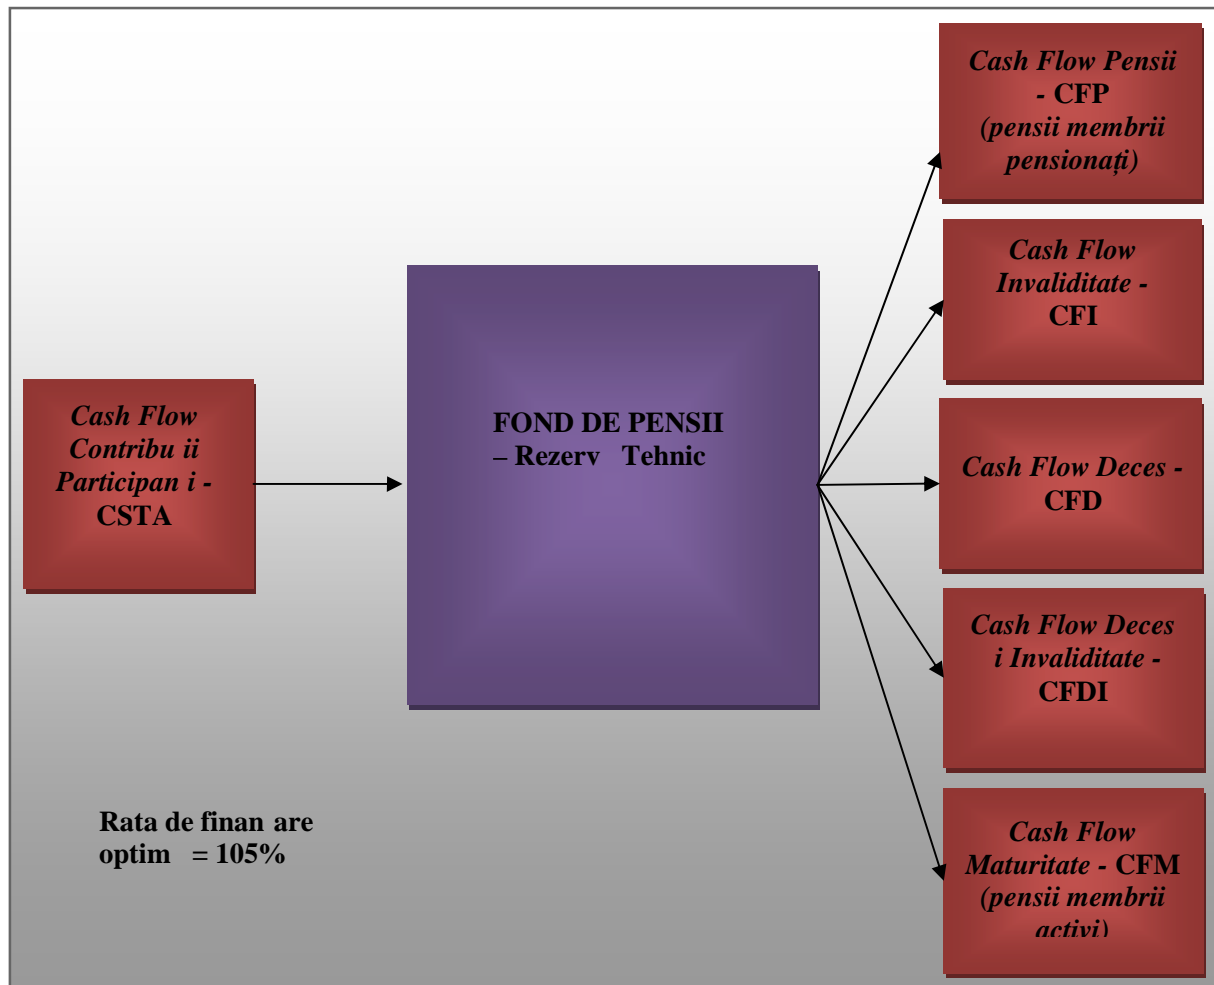 Cash Flow Pensii
- CFP
(pensii membrii
pensionați)
Cash Flow
Invaliditate -
CFI
Cash Flow
Contribu ii
Participan i -
CSTA
FOND DE PENSII
– Rezerv Tehnic
Cash Flow Deces -
CFD
Cash Flow Deces
i Invaliditate -
CFDI
Rata de finan are
optim = 105%
Cash Flow
Maturitate - CFM
(pensii membrii
activi)